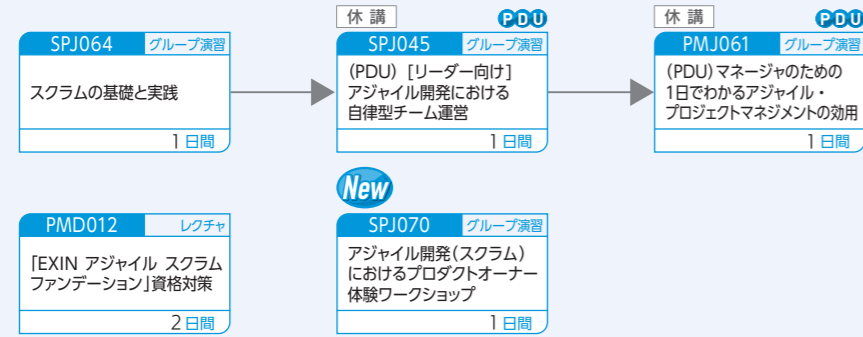 SPJ064 グループ演習
スクラムの基礎と実践
1日間
休 講 PDU
SPJ045 グループ演習
(PDU) [リーダー向け]
アジャイル開発における
自律型チーム運営
1日間
休 講 PDU
PMJ061 グループ演習
(PDU)マネージャのための
1日でわかるアジャイル・
プロジェクトマネジメントの効用
1日間
PMD012 レクチャ
「EXIN アジャイル スクラム
ファンデーション」資格対策
2日間
New
SPJ070 グループ演習
アジャイル開発(スクラム)
におけるプロダクトオーナー
体験ワークショップ
1日間